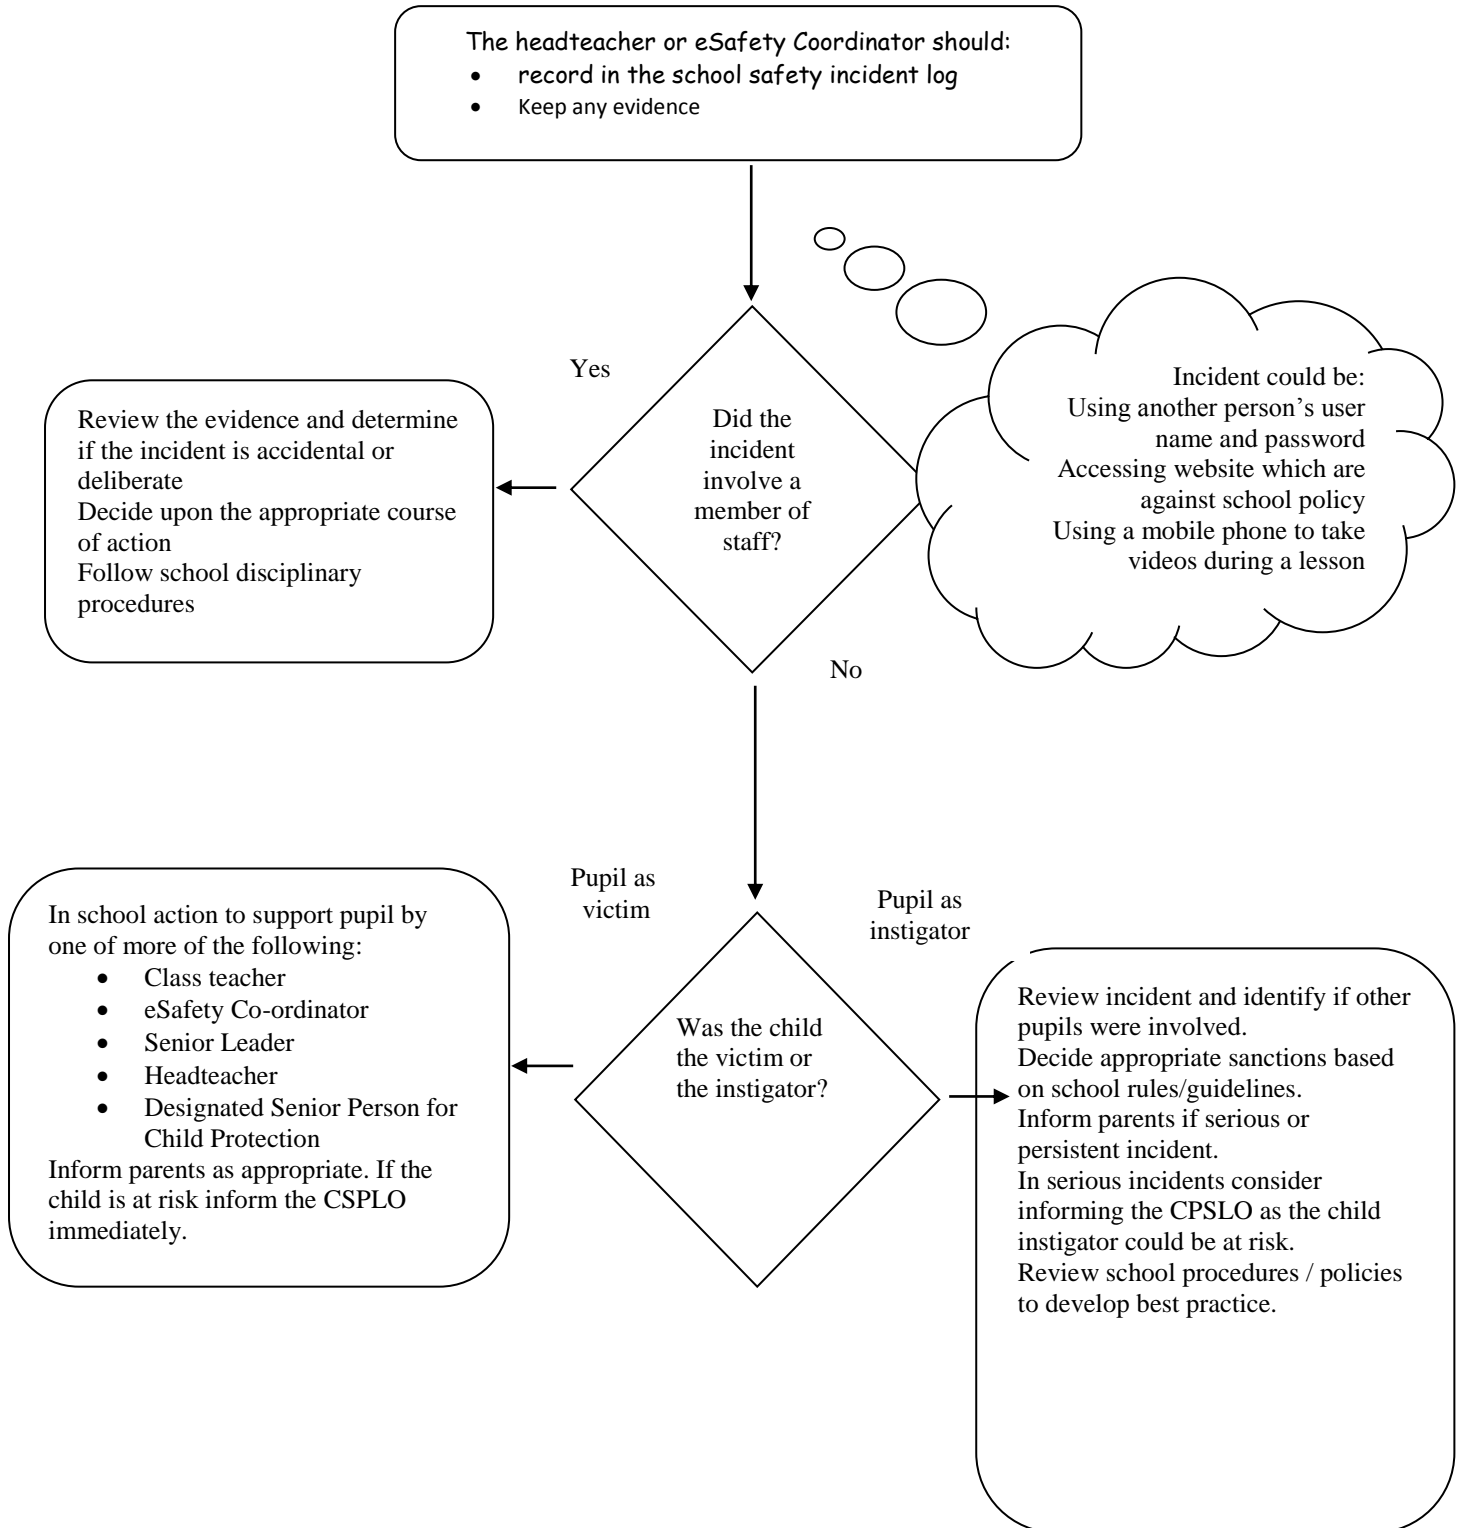 The headteacher or eSafety Coordinator should:
• record in the school safety incident log
• Keep any evidence
Yes
Review the evidence and determine
if the incident is accidental or
deliberate
Decide upon the appropriate course
of action
Follow school disciplinary
procedures
Did the
incident
involve a
member of
staff?
Incident could be:
Using another person’s user
name and password
Accessing website which are
against school policy
Using a mobile phone to take
videos during a lesson
No
Pupil as
victim
Pupil as
instigator
In school action to support pupil by
one of more of the following:
• Class teacher
• eSafety Co-ordinator
• Senior Leader
• Headteacher
• Designated Senior Person for
Child Protection
Inform parents as appropriate. If the
child is at risk inform the CSPLO
immediately.
Was the child
the victim or
the instigator?
Review incident and identify if other
pupils were involved.
Decide appropriate sanctions based
on school rules/guidelines.
Inform parents if serious or
persistent incident.
In serious incidents consider
informing the CPSLO as the child
instigator could be at risk.
Review school procedures / policies
to develop best practice.